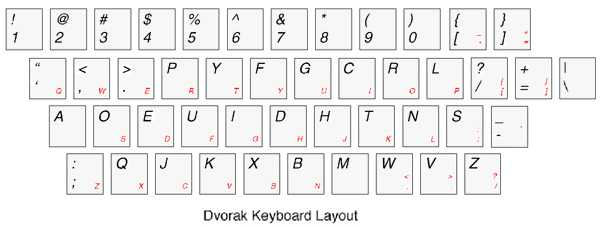 ! @ # $ % ^ & * ( ) { }
1 2 3 4 5 6 7 8 9 0 [ _ - ] + =
“ < > P Y F G C R L ? + |
‘ Q , W . E R T Y U I O P / { [ = } ] \
A O E U I D H T N S _
S D F G H J K L : ; -
: Q J K X B M W V Z
; Z X C V B N < , > . ? /
Dvorak Keyboard Layout